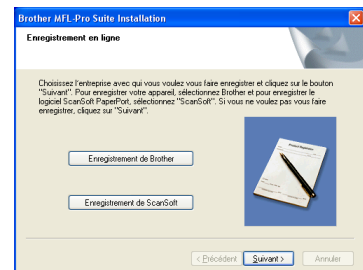 Brother MFL-Pro Suite Installation
Enregistrement en ligne
Choisissez l'entreprise avec qui vous voulez vous faire enregistrer et cliquez sur le bouton
"Suivant". Pour enregistrer votre appareil, sélectionnez Brother et pour enregistrer le
logiciel ScanSoft PaperPort, sélectionnez "ScanSoft". Si vous ne voulez pas vous faire
enregistrer, cliquez sur "Suivant".
Enregistrement de Brother
Enregistrement de ScanSoft
Product Registration
< Précédent
Suivant >
Annuler